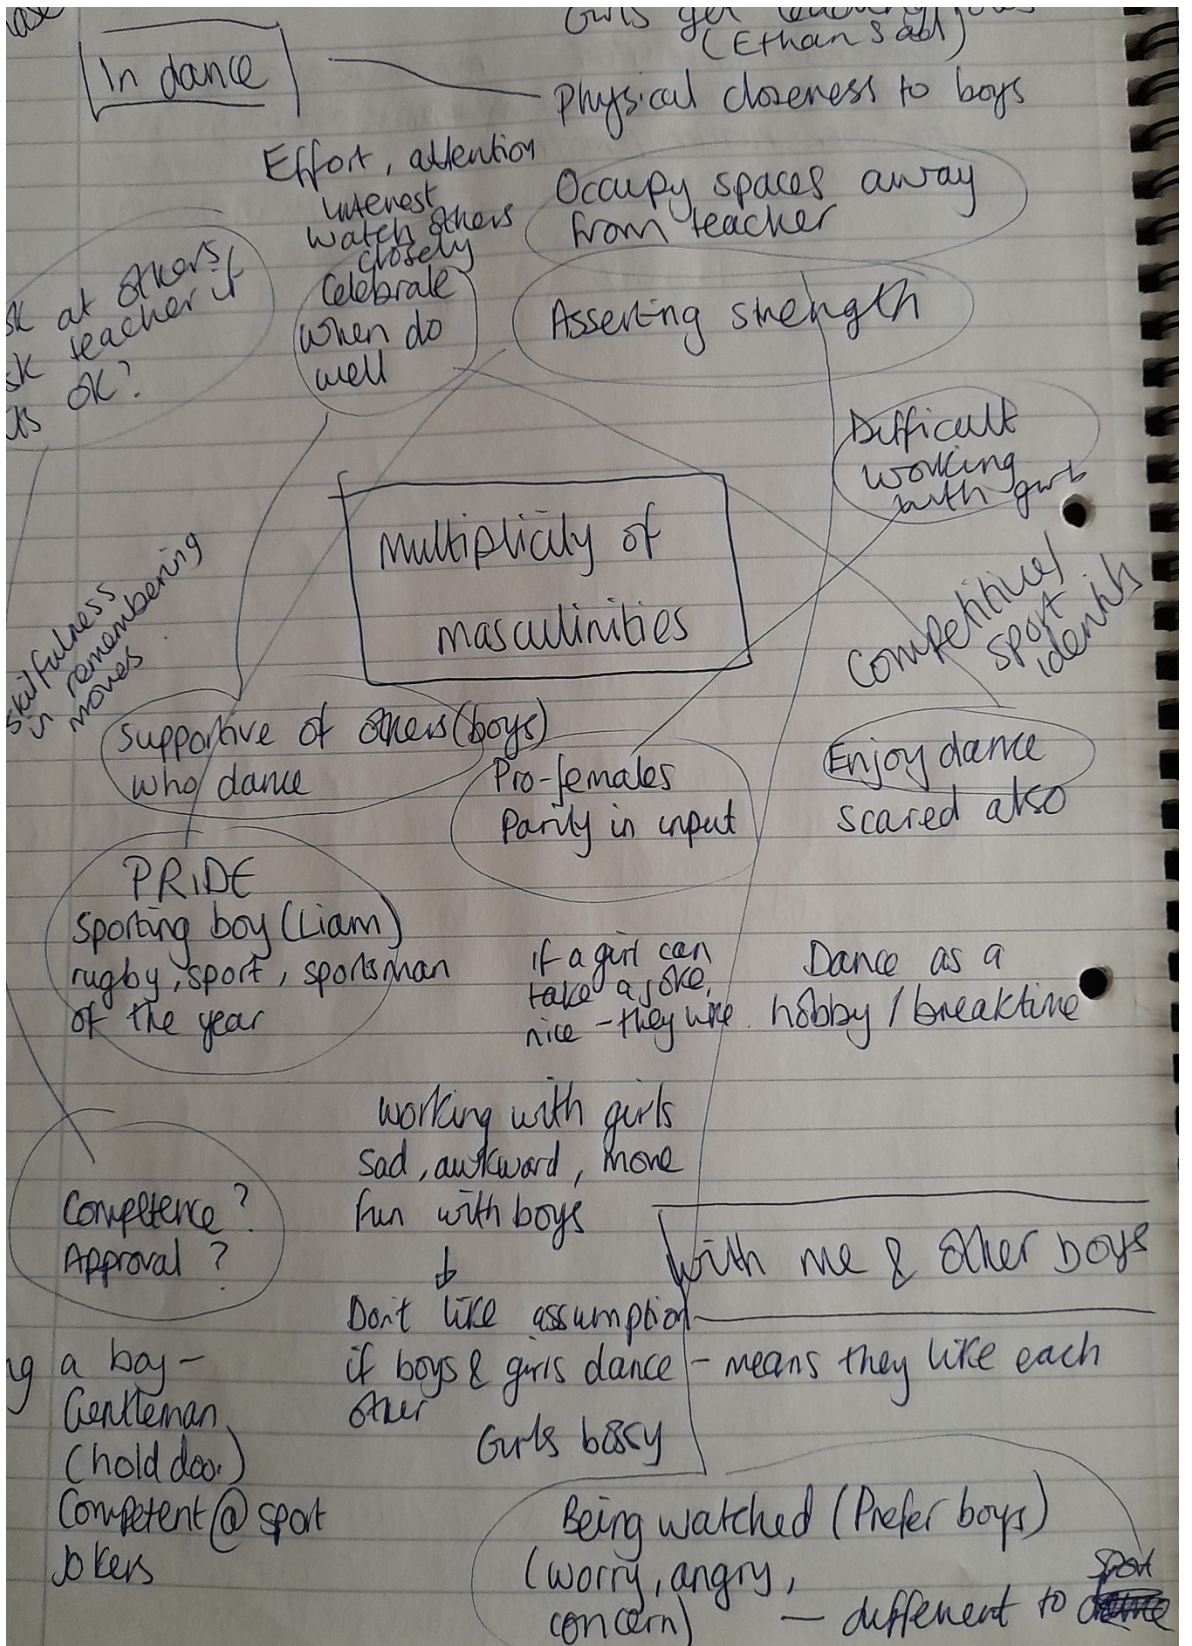 (Ethan sad)
In dance
physical closeness to boys
Effort, attention
interest
watch others
closely
Celebrate
when do
well
Occupy spaces away
from teacher
Asserting strength
at others/
teacher if
OK?
Difficult
working
with girls
multiplicity of
masculinities
Competitive/
sport
identity
Skilfulness
in remembering
moves
Supportive of others (boys)
who dance
Pro-females
Parity in input
Enjoy dance
scared also
PRIDE
Sporting boy (Liam)
rugby, sport, sportsman
of the year
if a girl can
take a joke,
nice - they like
Dance as a
hobby / breaktime
working with girls
sad, awkward, more
fun with boys
Competence?
Approval?
With me & other boys
Don't like assumption
if boys & girls dance - means they like each
other
a boy -
Gentleman
(hold door)
Competent @ sport
Jokers
Girls bossy
Being watched (Prefer boys)
(worry, angry,
concern) - different to sport